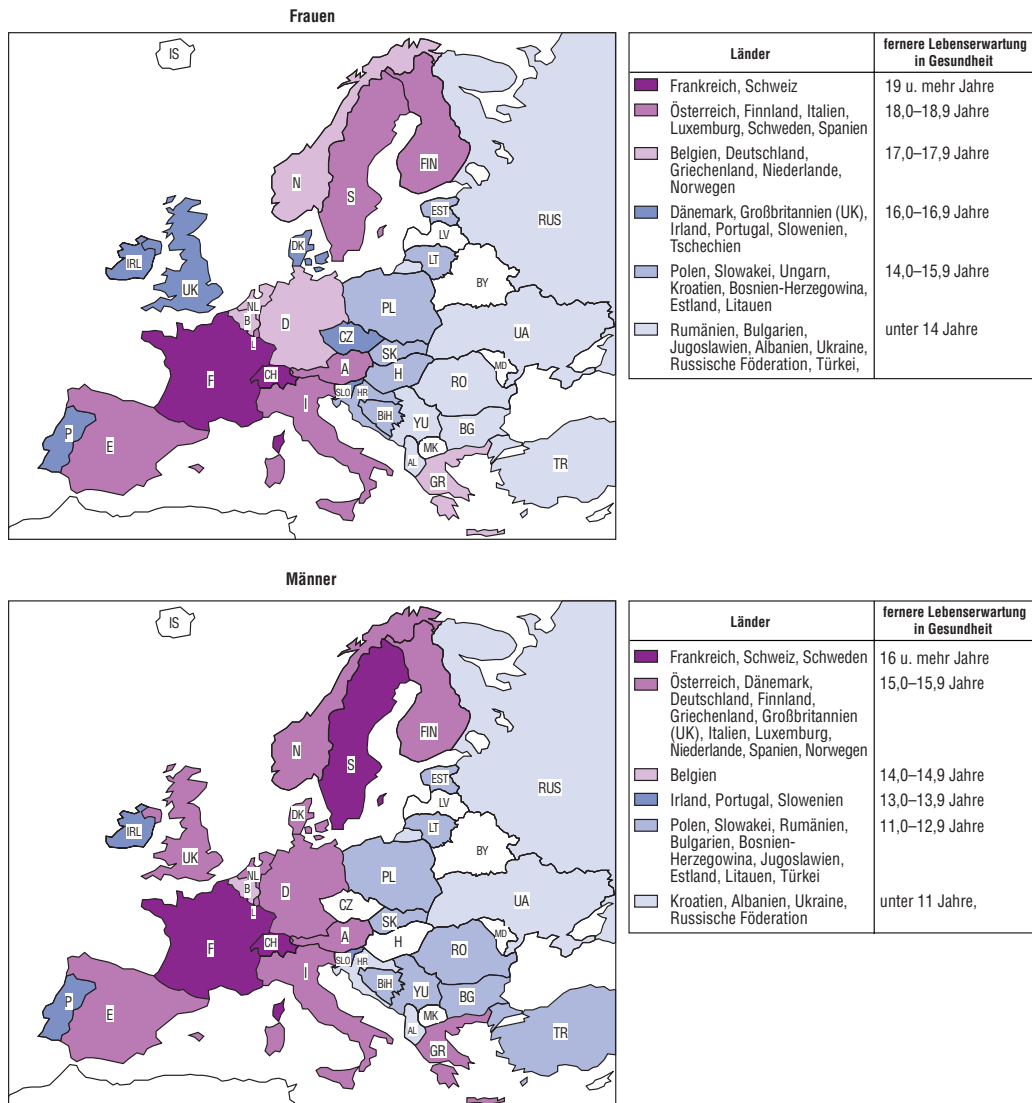 Frauen
IS
N
S
FIN
RUS
EST
LV
LT
DK
IRL
UK
BY
NL
B
D
PL
L
CZ
UA
SK
F
CH
A
H
MD
RO
SLO
HR
I
BiH
YU
BG
P
E
MK
AL
TR
GR
Länder
fernere Lebenserwartung
in Gesundheit
Frankreich, Schweiz
19 u. mehr Jahre
Österreich, Finnland, Italien,
Luxemburg, Schweden, Spanien
18,0–18,9 Jahre
Belgien, Deutschland,
Griechenland, Niederlande,
Norwegen
17,0–17,9 Jahre
Dänemark, Großbritannien (UK),
Irland, Portugal, Slowenien,
Tschechien
16,0–16,9 Jahre
Polen, Slowakei, Ungarn,
Kroatien, Bosnien-Herzegowina,
Estland, Litauen
14,0–15,9 Jahre
Rumänien, Bulgarien,
Jugoslawien, Albanien, Ukraine,
Russische Föderation, Türkei,
unter 14 Jahre
Männer
IS
N
S
FIN
RUS
EST
LV
LT
DK
IRL
UK
BY
NL
B
D
PL
L
CZ
UA
SK
F
CH
A
H
MD
RO
SLO
HR
I
BiH
YU
BG
P
E
MK
AL
TR
GR
Länder
fernere Lebenserwartung
in Gesundheit
Frankreich, Schweiz, Schweden
16 u. mehr Jahre
Österreich, Dänemark,
Deutschland, Finnland,
Griechenland, Großbritannien
(UK), Italien, Luxemburg,
Niederlande, Spanien, Norwegen
15,0–15,9 Jahre
Belgien
14,0–14,9 Jahre
Irland, Portugal, Slowenien
13,0–13,9 Jahre
Polen, Slowakei, Rumänien,
Bulgarien, Bosnien-
Herzegowina, Jugoslawien,
Estland, Litauen, Türkei
11,0–12,9 Jahre
Kroatien, Albanien, Ukraine,
Russische Föderation
unter 11 Jahre,